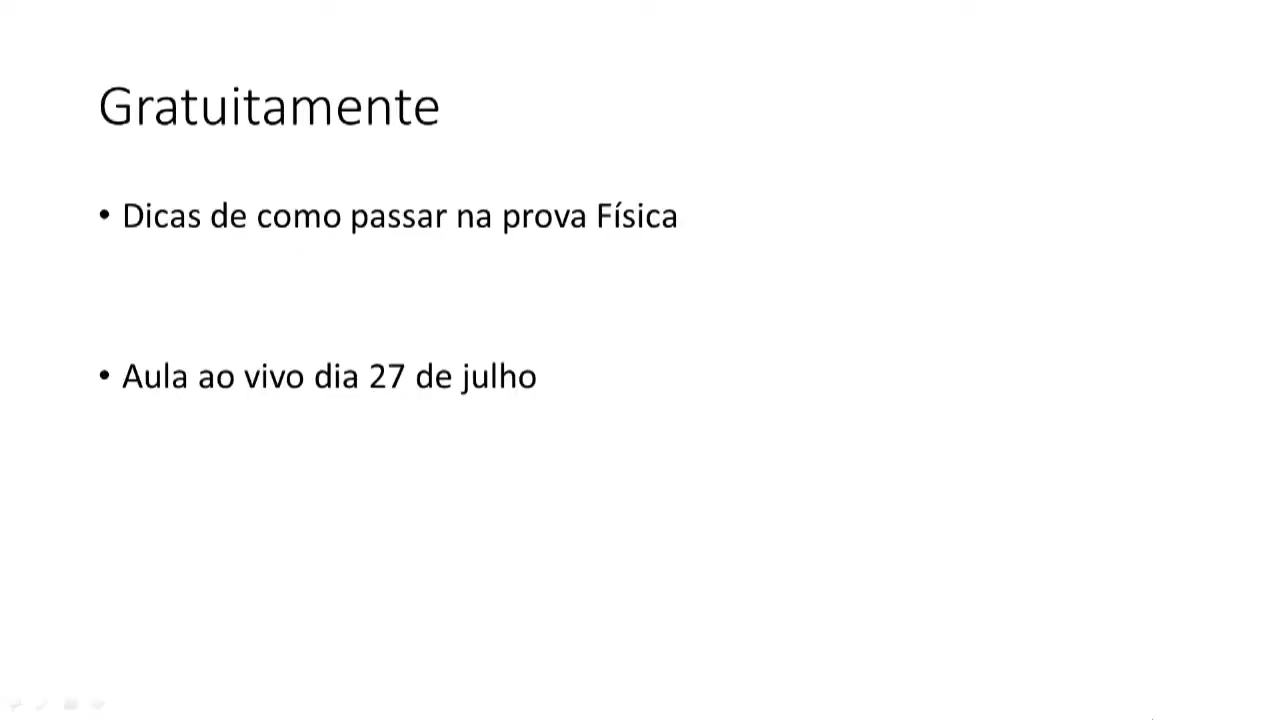 Gratuitamente
• Dicas de como passar na prova Física
• Aula ao vivo dia 27 de julho